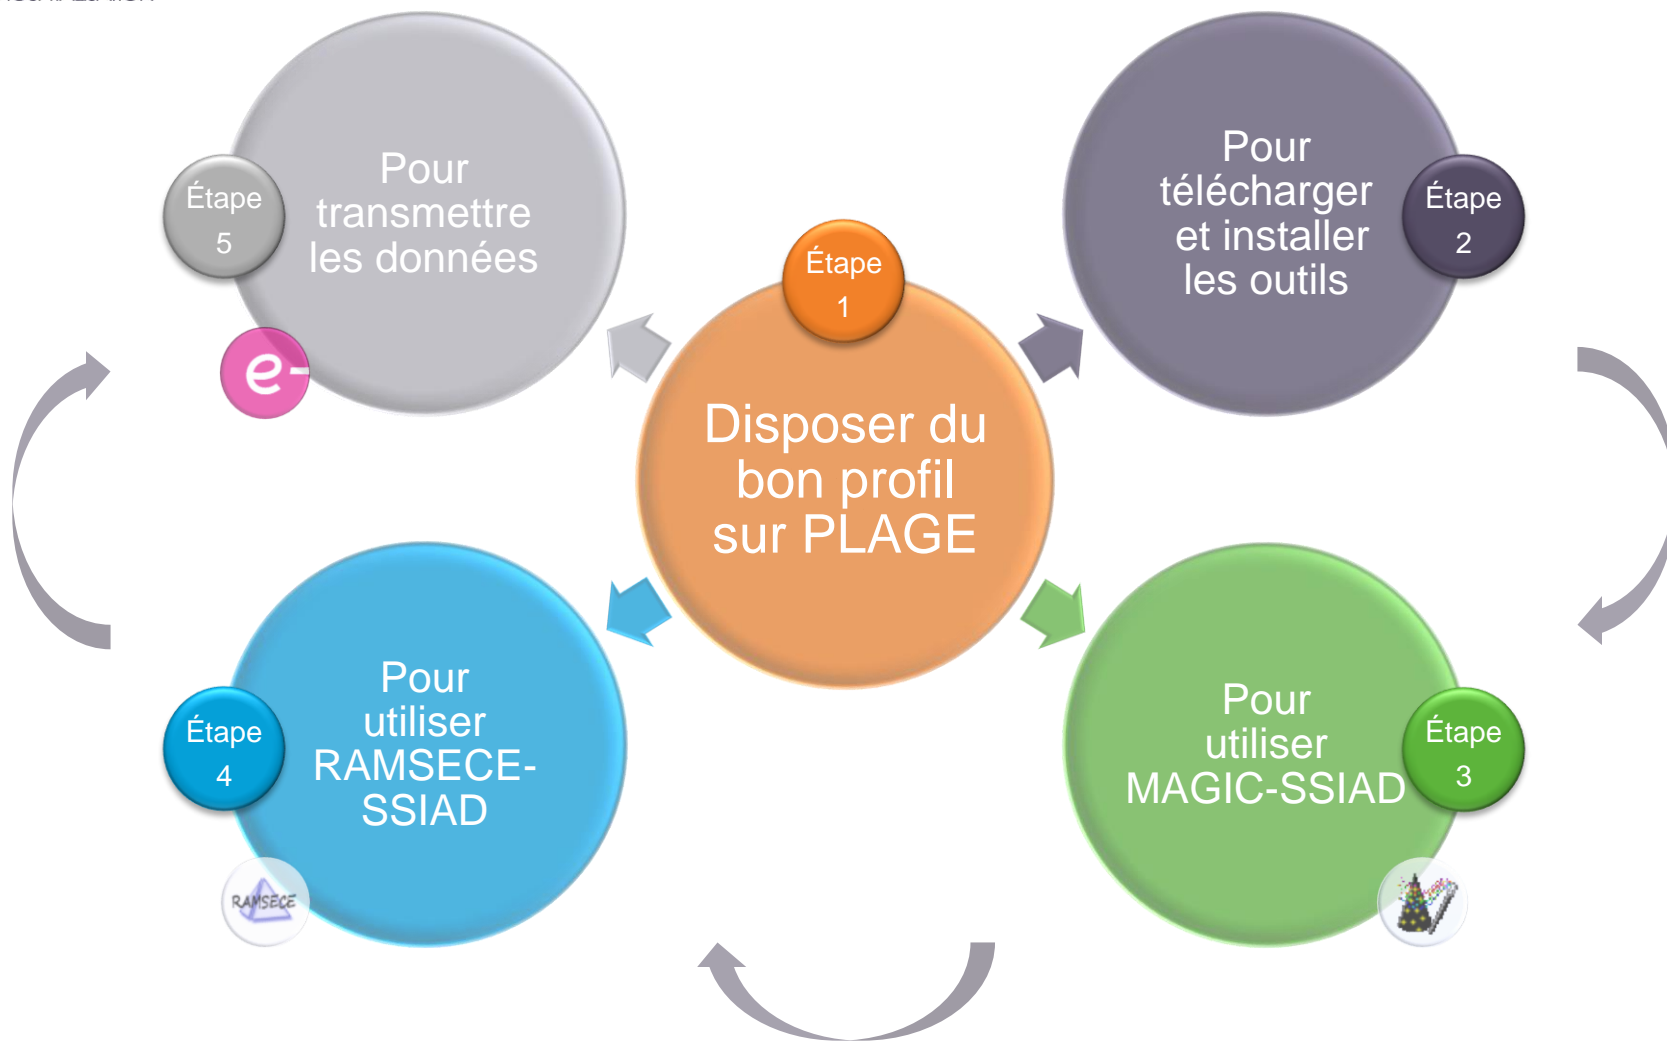 Étape
1
Disposer du
bon profil
sur PLAGE
Étape
2
Pour
télécharger
et installer
les outils
Étape
3
Pour
utiliser
MAGIC-SSIAD
Étape
4
Pour
utiliser
RAMSECE-
SSIAD
RAMSECE
Étape
5
Pour
transmettre
les données
e-